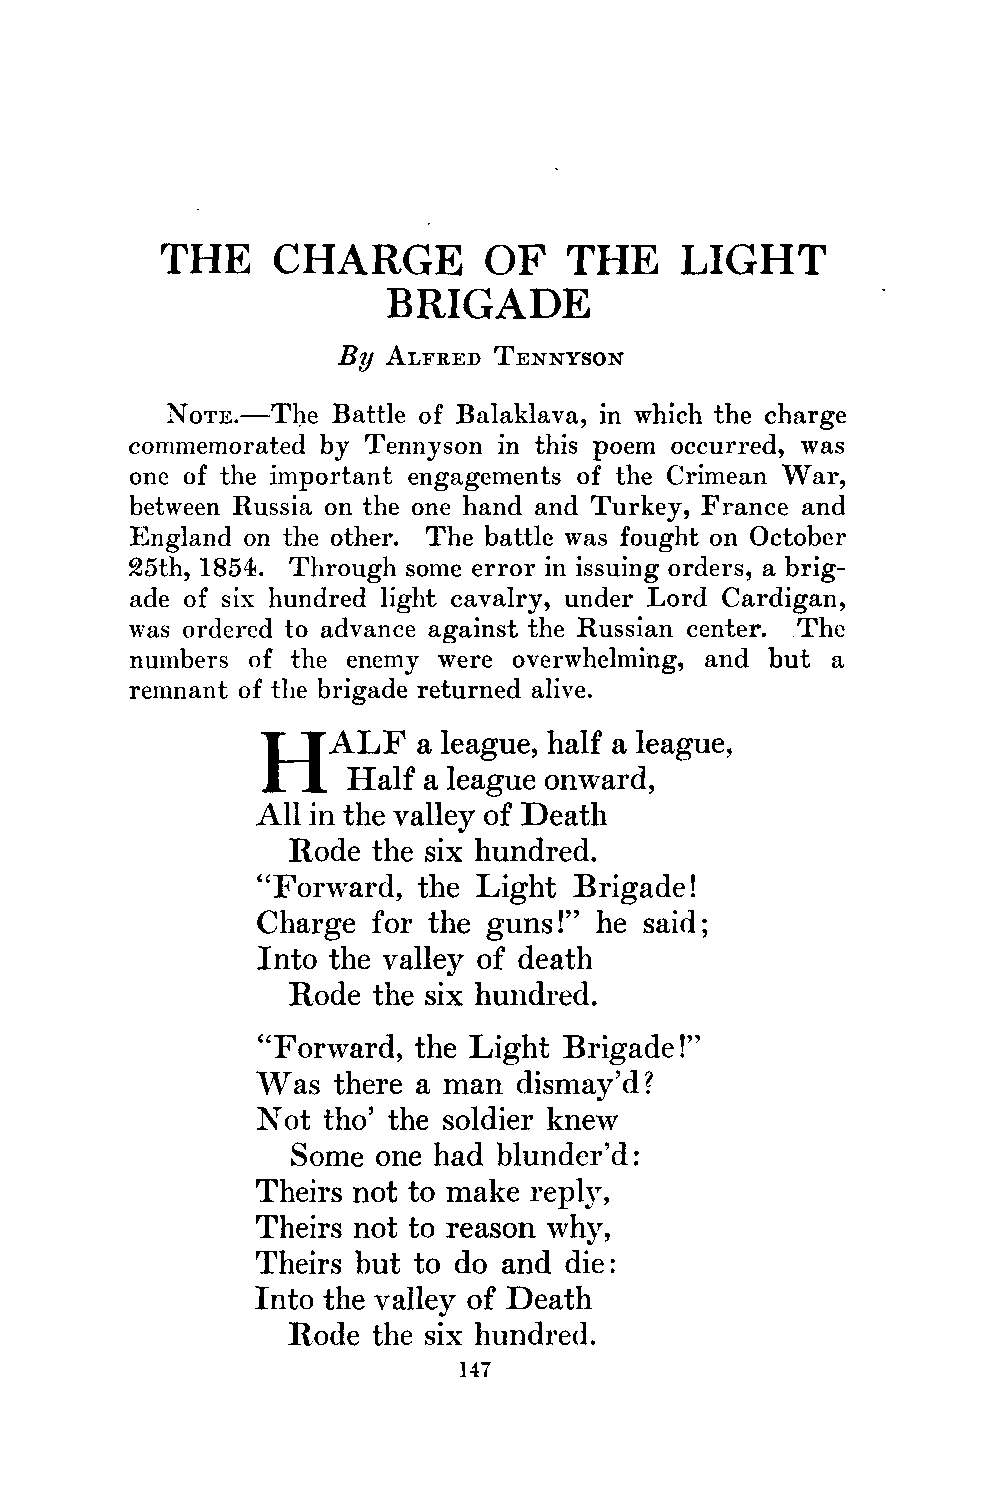 THE CHARGE OF THE LIGHT
BRIGADE
By ALFRED TENNYSON
NOTE.—The Battle of Balaklava, in which the charge
commemorated by Tennyson in this poem occurred, was
one of the important engagements of the Crimean War,
between Russia on the one hand and Turkey, France and
England on the other. The battle was fought on October
25th, 1854. Through some error in issuing orders, a brig-
ade of six hundred light cavalry, under Lord Cardigan,
was ordered to advance against the Russian center. The
numbers of the enemy were overwhelming, and but a
remnant of the brigade returned alive.
HALF a league, half a league,
Half a league onward,
All in the valley of Death
Rode the six hundred.
“Forward, the Light Brigade!
Charge for the guns!” he said;
Into the valley of death
Rode the six hundred.
“Forward, the Light Brigade!”
Was there a man dismay’d?
Not tho’ the soldier knew
Some one had blunder’d:
Theirs not to make reply,
Theirs not to reason why,
Theirs but to do and die:
Into the valley of Death
Rode the six hundred.
147